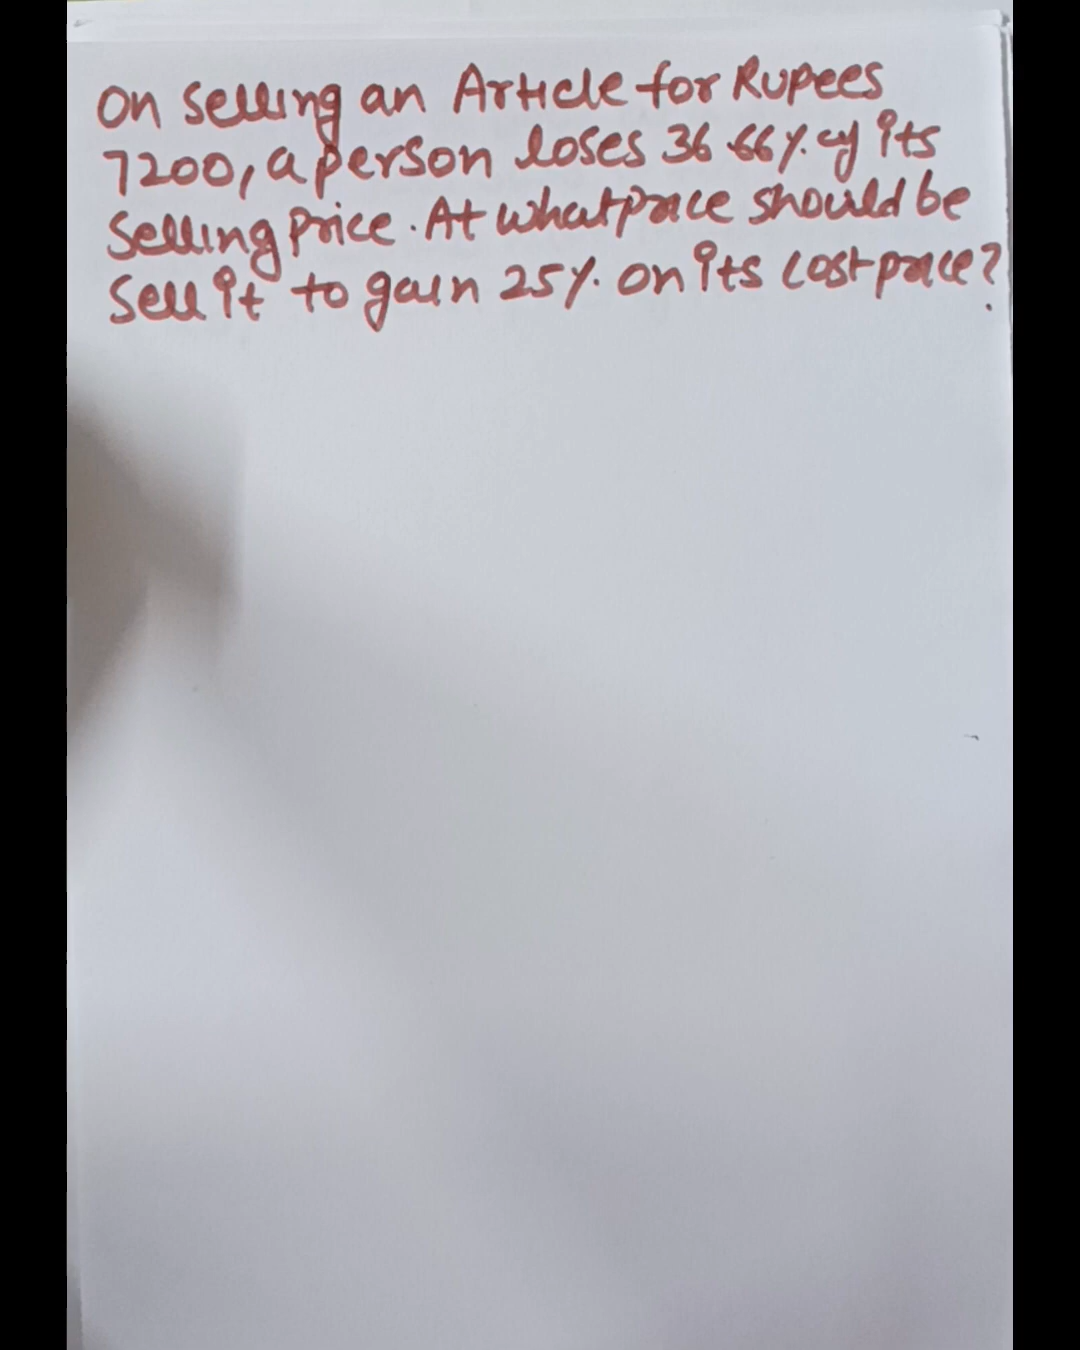 On selling an Article for Rupees
7200, a person loses 36.66% of its
selling price. At what price should be
Sell it to gain 25% on its cost price?